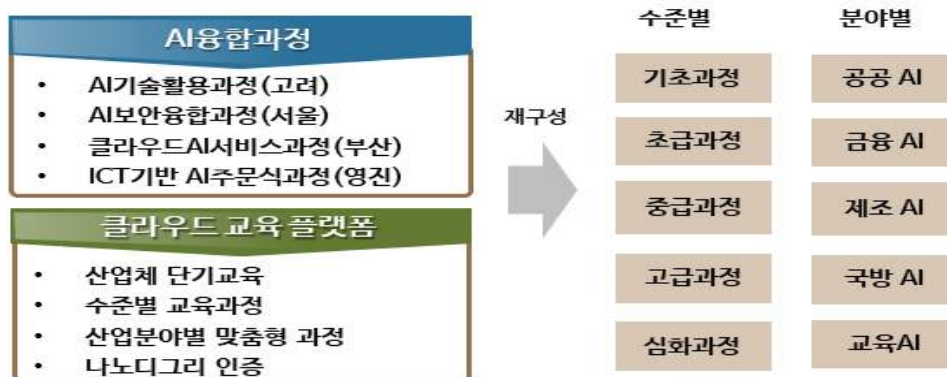 AI융합과정
• AI기술활용과정(고려)
• AI보안융합과정(서울)
• 클라우드AI서비스과정(부산)
• ICT기반 AI주문식과정(영진)
클라우드 교육 플랫폼
• 산업체 단기교육
• 수준별 교육과정
• 산업분야별 맞춤형 과정
• 나노디그리 인증
재구성
수준별
기초과정
초급과정
중급과정
고급과정
심화과정
분야별
공공 AI
금융 AI
제조 AI
국방 AI
교육AI